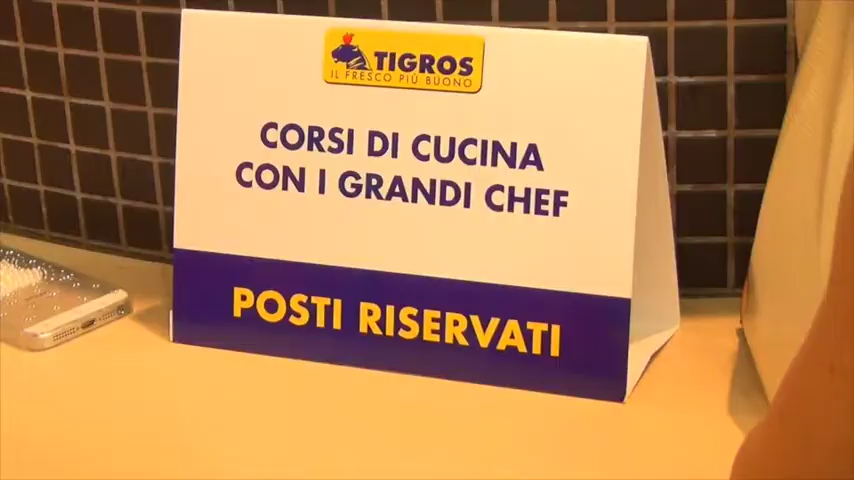 TIGROS
IL FRESCO PIÙ BUONO
CORSI DI CUCINA
CON I GRANDI CHEF
POSTI RISERVATI